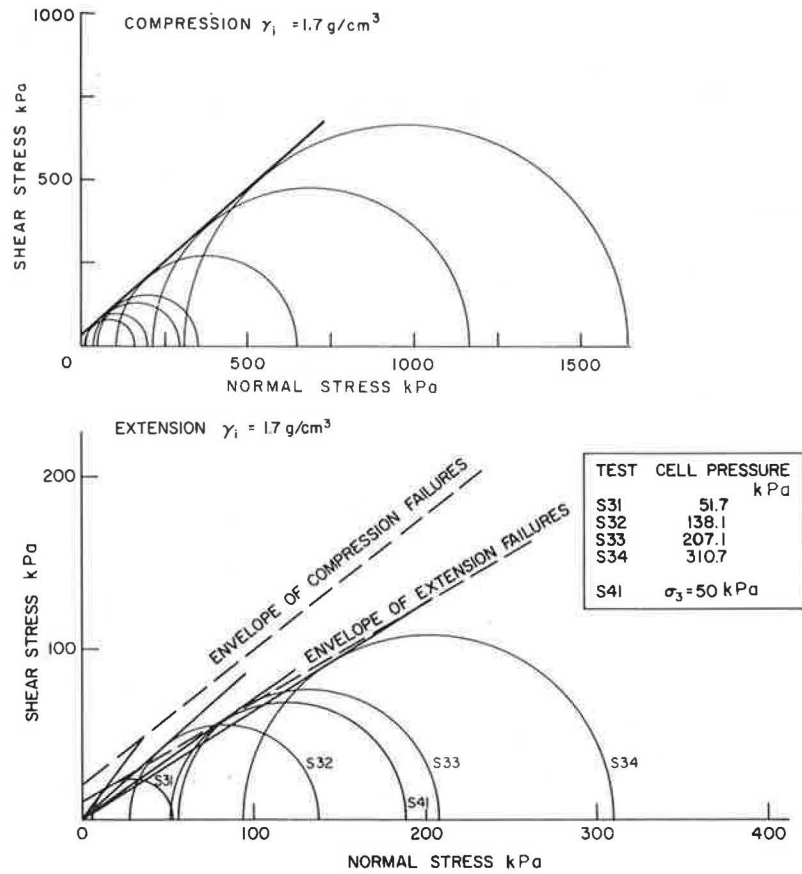 COMPRESSION γi = 1.7 g/cm³
1000
500
0
SHEAR STRESS kPa
0 500 1000 1500
NORMAL STRESS kPa
EXTENSION γi = 1.7 g/cm³
200
100
0
SHEAR STRESS kPa
ENVELOPE OF COMPRESSION FAILURES
ENVELOPE OF EXTENSION FAILURES
TEST CELL PRESSURE
kPa
S31 51.7
S32 138.1
S33 207.1
S34 310.7
S41 σ3=50 kPa
S31
S32
S41
S33
S34
0 100 200 300 400
NORMAL STRESS kPa